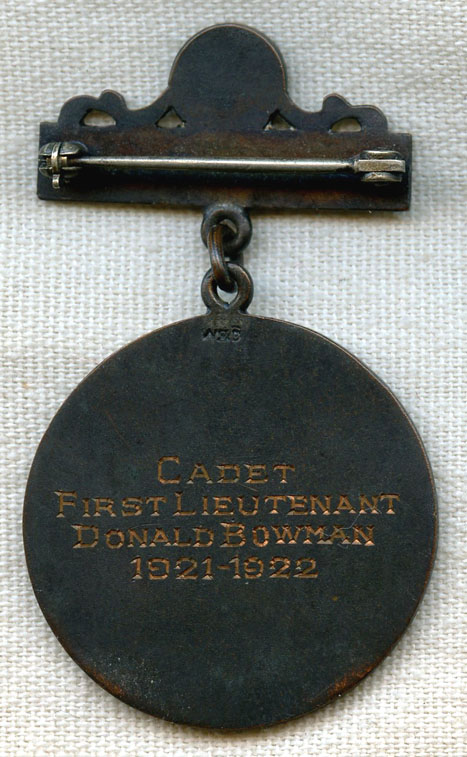 CADET
FIRST LIEUTENANT
DONALD BOWMAN
1921-1922